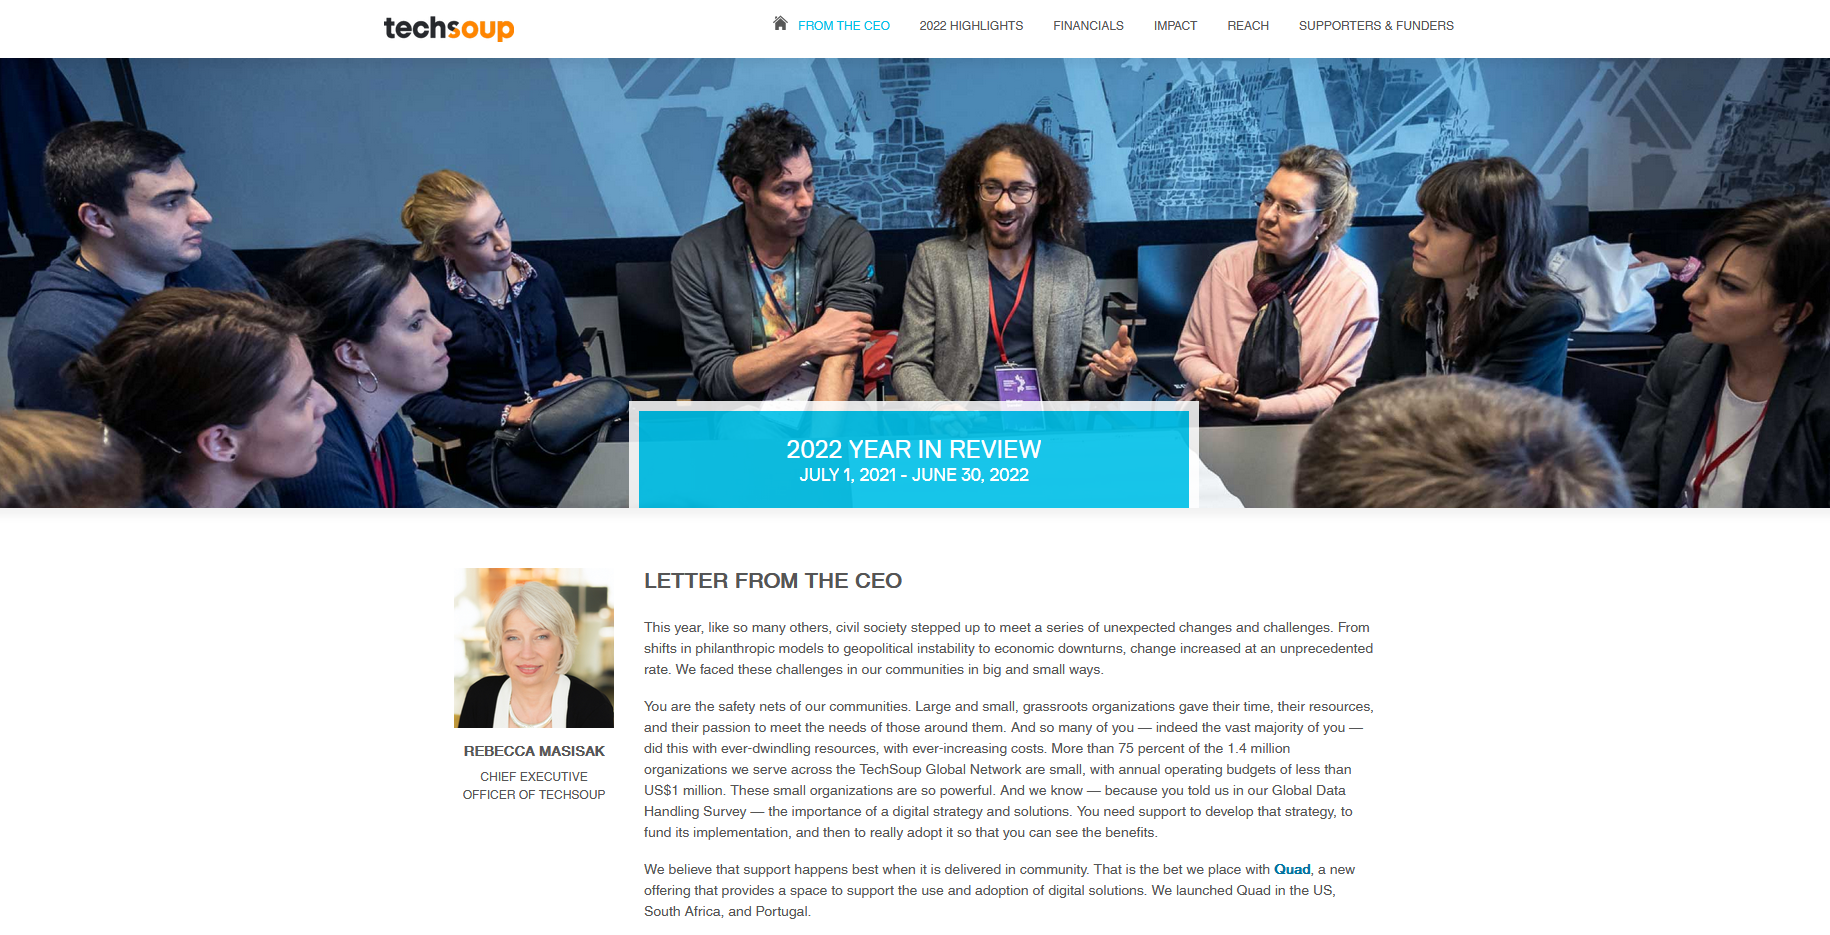 techsoup
FROM THE CEO
2022 HIGHLIGHTS
FINANCIALS
IMPACT
REACH
SUPPORTERS & FUNDERS
2022 YEAR IN REVIEW
JULY 1, 2021 - JUNE 30, 2022
REBECCA MASISAK
CHIEF EXECUTIVE
OFFICER OF TECHSOUP
LETTER FROM THE CEO
This year, like so many others, civil society stepped up to meet a series of unexpected changes and challenges. From
shifts in philanthropic models to geopolitical instability to economic downturns, change increased at an unprecedented
rate. We faced these challenges in our communities in big and small ways.
You are the safety nets of our communities. Large and small, grassroots organizations gave their time, their resources,
and their passion to meet the needs of those around them. And so many of you — indeed the vast majority of you —
did this with ever-dwindling resources, with ever-increasing costs. More than 75 percent of the 1.4 million
organizations we serve across the TechSoup Global Network are small, with annual operating budgets of less than
US$1 million. These small organizations are so powerful. And we know — because you told us in our Global Data
Handling Survey — the importance of a digital strategy and solutions. You need support to develop that strategy, to
fund its implementation, and then to really adopt it so that you can see the benefits.
We believe that support happens best when it is delivered in community. That is the bet we place with Quad, a new
offering that provides a space to support the use and adoption of digital solutions. We launched Quad in the US,
South Africa, and Portugal.